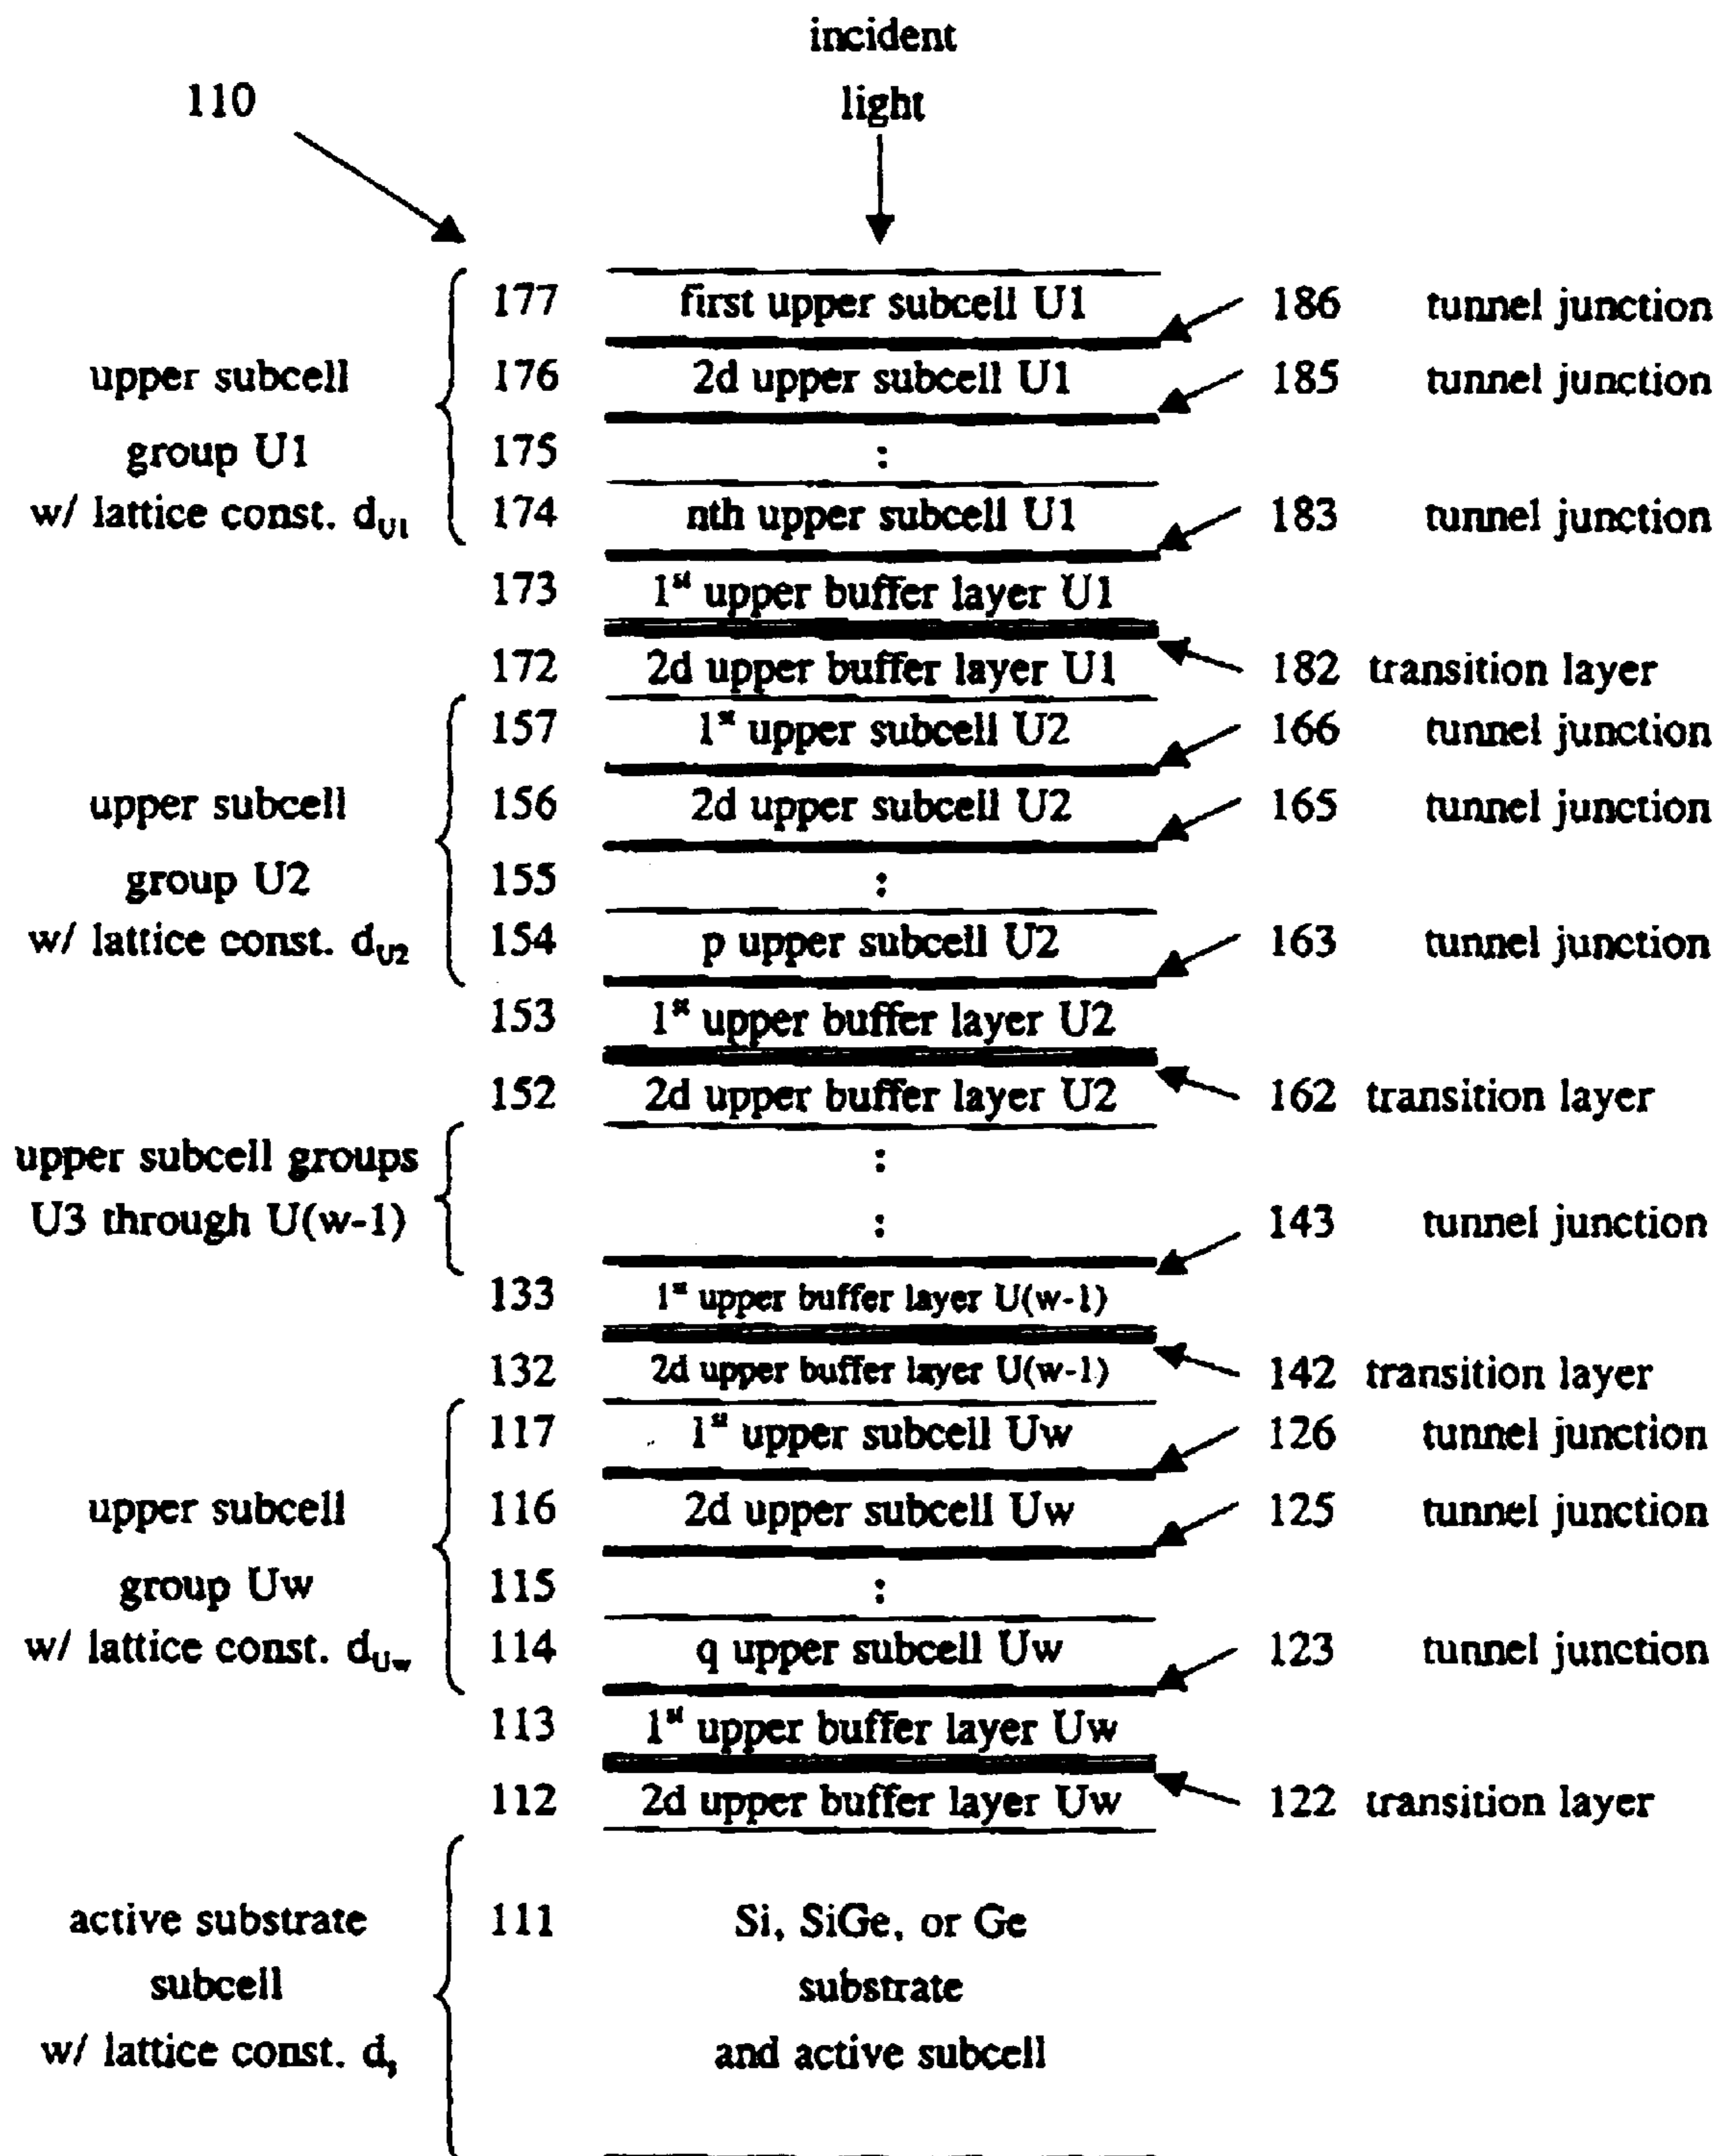 incident
110 light
177 first upper subcell U1 186 tunnel junction
upper subcell 176 2d upper subcell U1 185 tunnel junction
group U1 175 :
w/ lattice const. d_U1 174 nth upper subcell U1 183 tunnel junction
173 1st upper buffer layer U1
172 2d upper buffer layer U1 182 transition layer
157 1st upper subcell U2 166 tunnel junction
upper subcell 156 2d upper subcell U2 165 tunnel junction
group U2 155 :
w/ lattice const. d_U2 154 p upper subcell U2 163 tunnel junction
153 1st upper buffer layer U2
152 2d upper buffer layer U2 162 transition layer
upper subcell groups :
U3 through U(w-1) : 143 tunnel junction
133 1st upper buffer layer U(w-1)
132 2d upper buffer layer U(w-1) 142 transition layer
117 1st upper subcell Uw 126 tunnel junction
upper subcell 116 2d upper subcell Uw 125 tunnel junction
group Uw 115 :
w/ lattice const. d_Uw 114 q upper subcell Uw 123 tunnel junction
113 1st upper buffer layer Uw
112 2d upper buffer layer Uw 122 transition layer
active substrate 111 Si, SiGe, or Ge
subcell substrate
w/ lattice const. d_s and active subcell